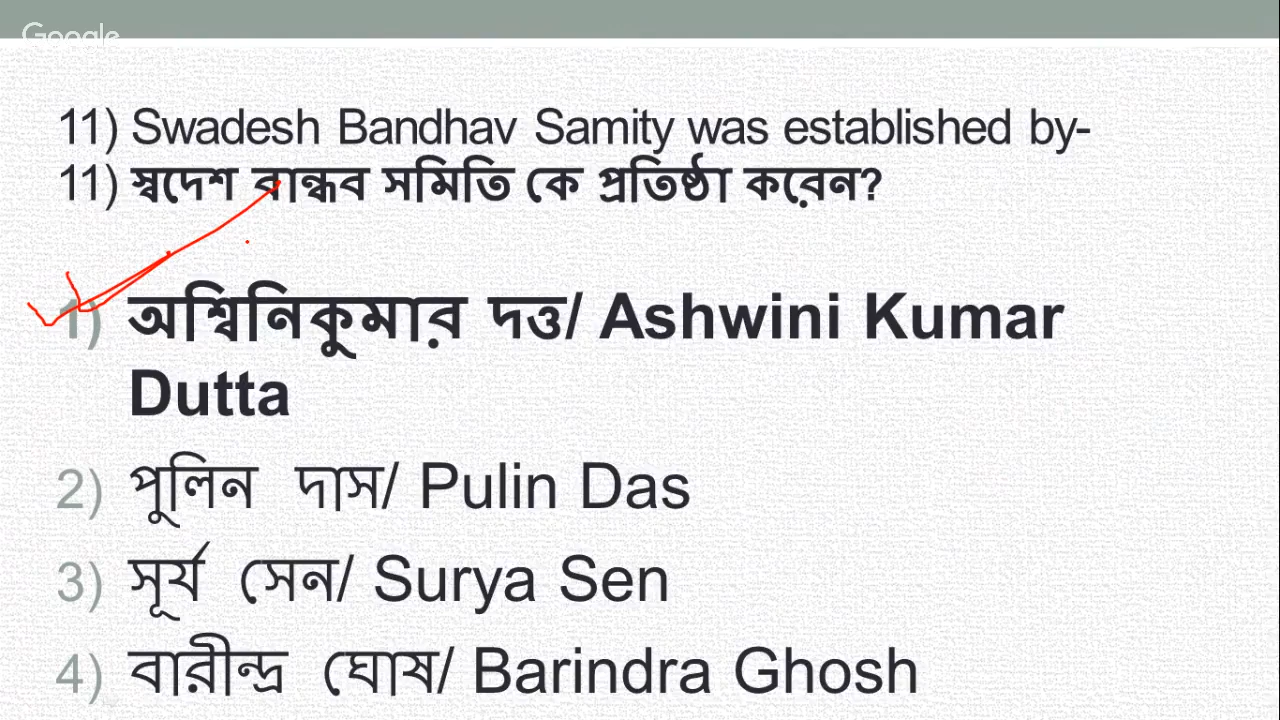 Google
11) Swadesh Bandhav Samity was established by-
11) স্বদেশ বান্ধব সমিতি কে প্রতিষ্ঠা করেন?
1) অশ্বিনিকুমার দত্ত/ Ashwini Kumar
Dutta
2) পুলিন দাস/ Pulin Das
3) সূর্য সেন/ Surya Sen
4) বারীন্দ্র ঘোষ/ Barindra Ghosh